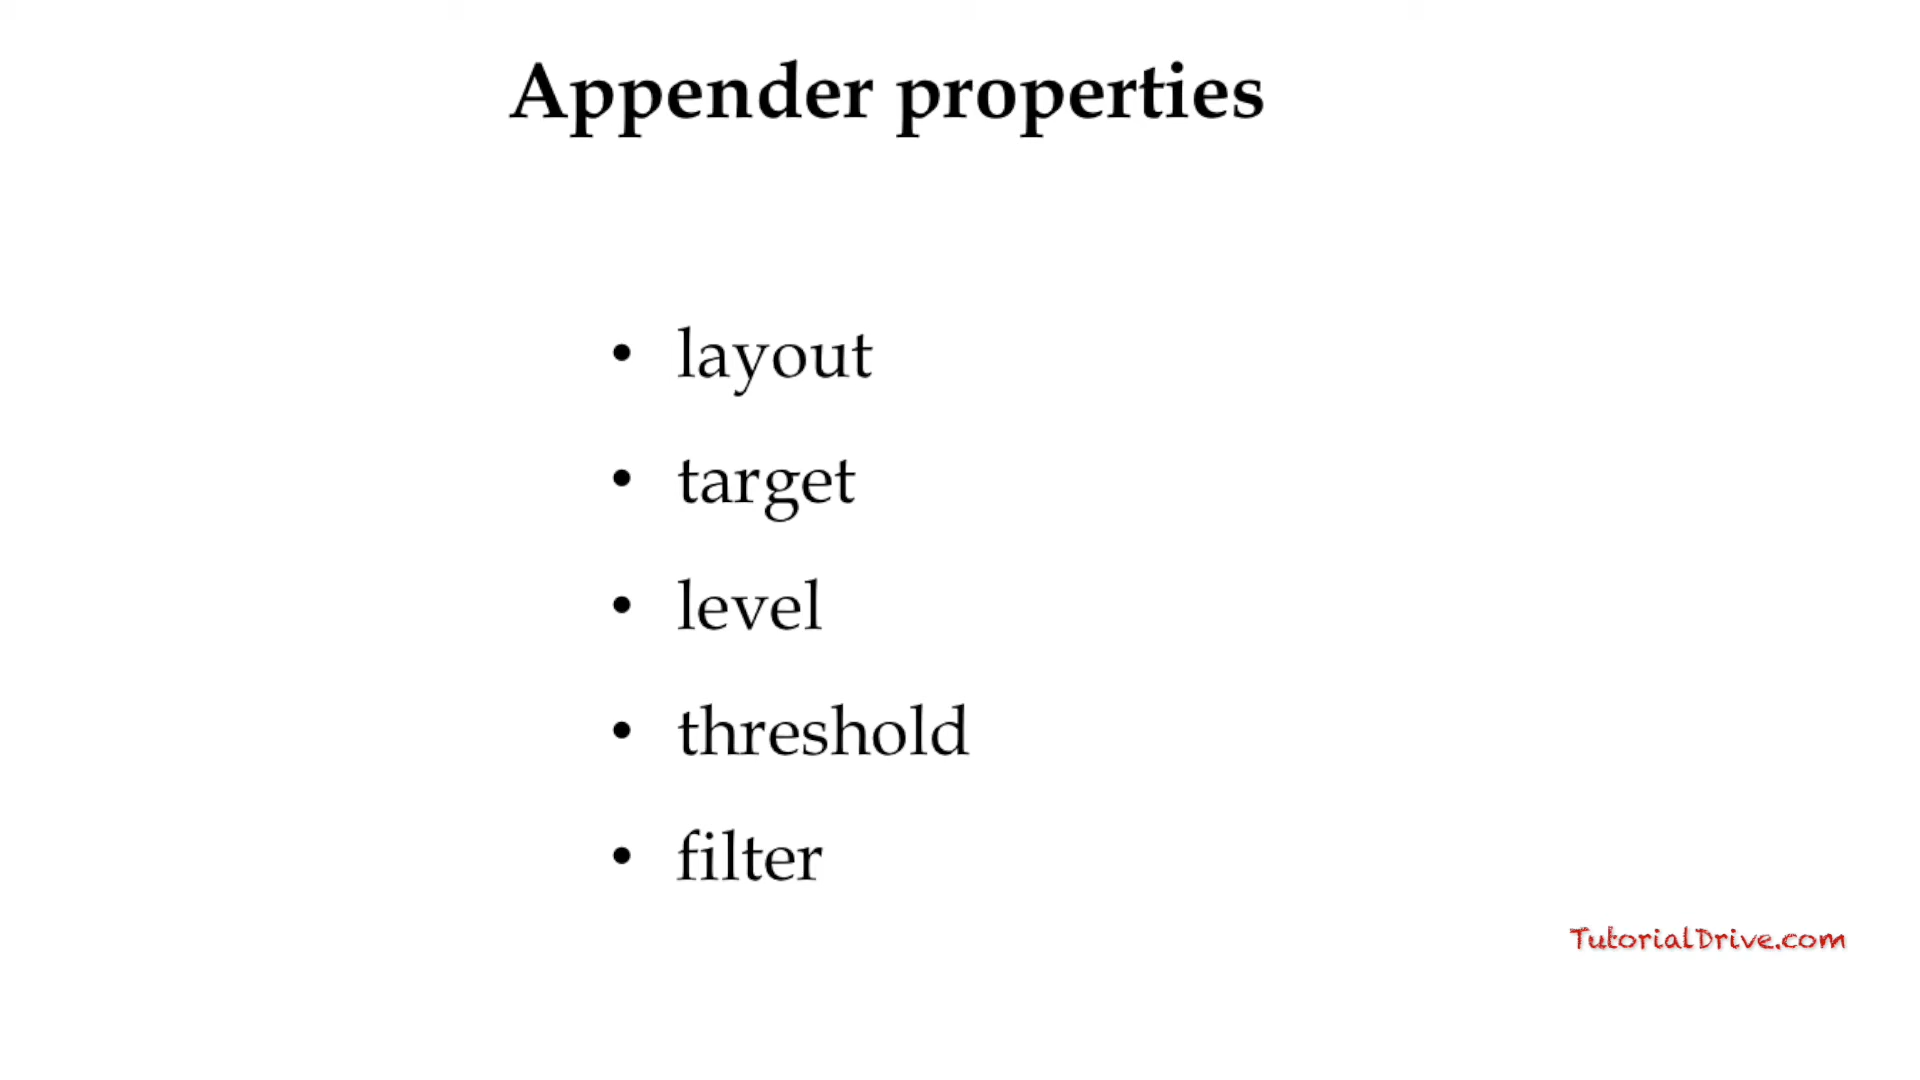 Appender properties
• layout
• target
• level
• threshold
• filter
TutorialDrive.com